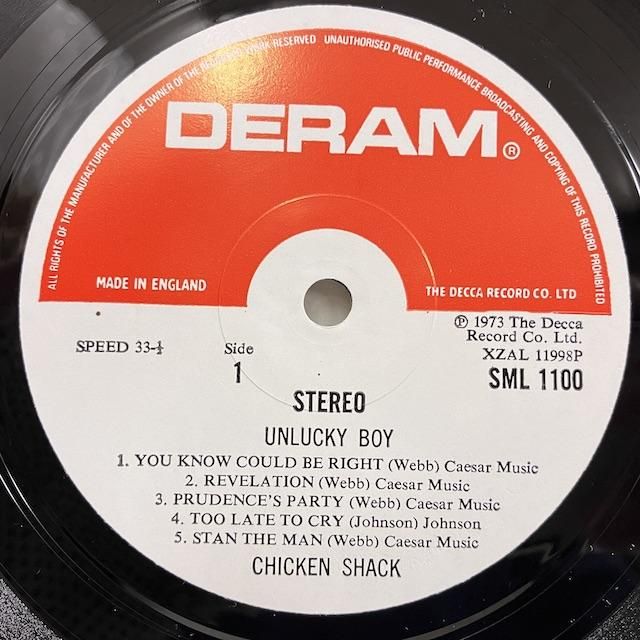 ALL RIGHTS OF THE MANUFACTURER AND OF THE OWNER OF THE RECORDED WORK RESERVED UNAUTHORISED PUBLIC PERFORMANCE BROADCASTING AND COPYING OF THIS RECORD PROHIBITED
DERAM®
MADE IN ENGLAND
THE DECCA RECORD CO. LTD
SPEED 33-⅓
Side
1
STEREO
℗ 1973 The Decca
Record Co. Ltd.
XZAL 11998P
SML 1100
UNLUCKY BOY
1. YOU KNOW COULD BE RIGHT (Webb) Caesar Music
2. REVELATION (Webb) Caesar Music
3. PRUDENCE'S PARTY (Webb) Caesar Music
4. TOO LATE TO CRY (Johnson) Johnson
5. STAN THE MAN (Webb) Caesar Music
CHICKEN SHACK